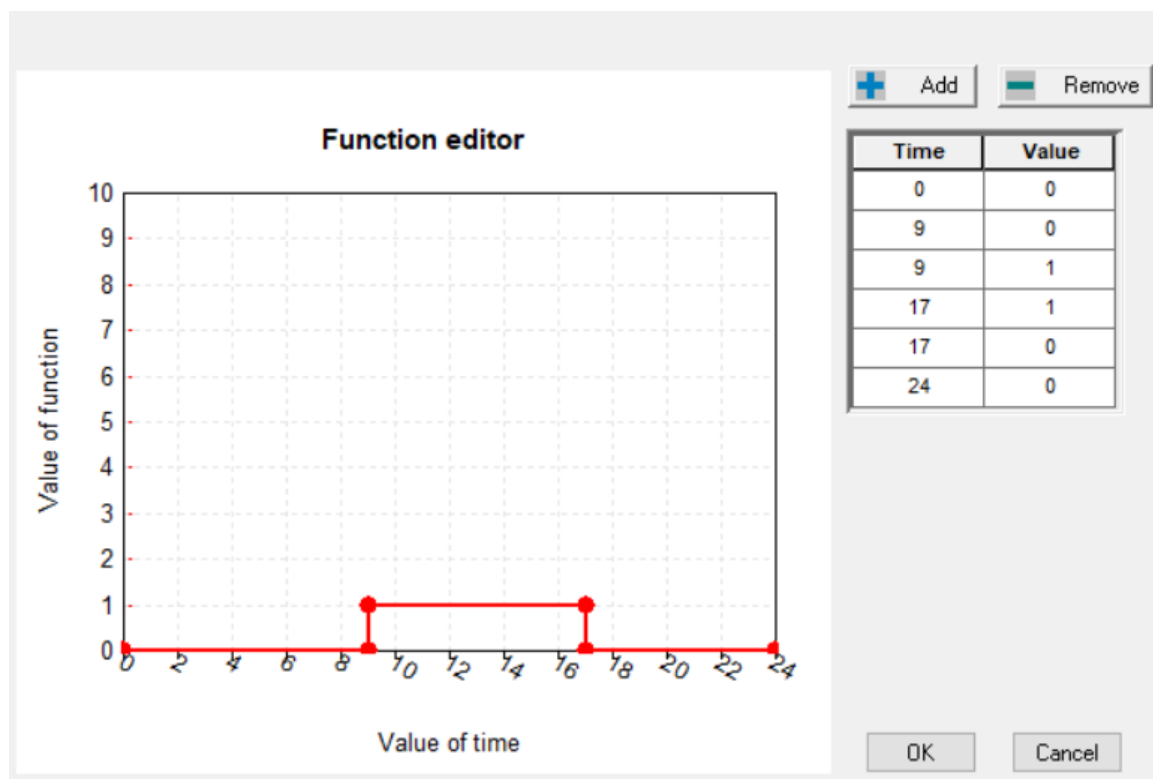 Add
Remove
Function editor
Time Value
0 0
9 0
9 1
17 1
17 0
24 0
10
9
8
7
6
5
4
3
2
1
0
Value of function
0 2 4 6 8 10 12 14 16 18 20 22 24
Value of time
OK
Cancel